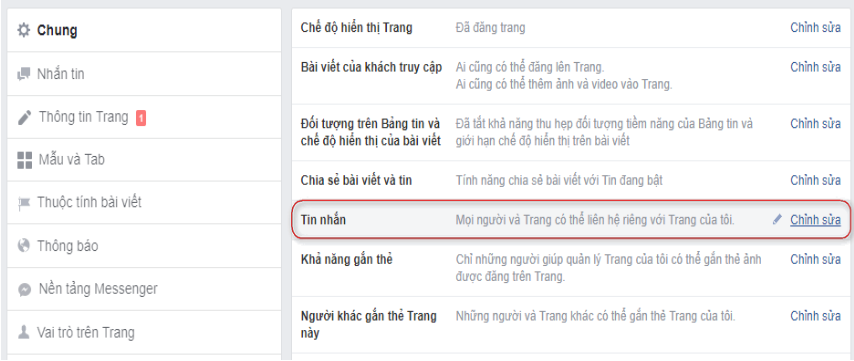 Chung
Nhắn tin
Thông tin Trang 1
Mẫu và Tab
Thuộc tính bài viết
Thông báo
Nền tảng Messenger
Vai trò trên Trang
Chế độ hiển thị Trang Đã đăng trang Chỉnh sửa
Bài viết của khách truy cập Ai cũng có thể đăng lên Trang. Chỉnh sửa
Ai cũng có thể thêm ảnh và video vào Trang.
Đối tượng trên Bảng tin và Đã tắt khả năng thu hẹp đối tượng tiềm năng của Bảng tin và Chỉnh sửa
chế độ hiển thị của bài viết giới hạn chế độ hiển thị trên bài viết
Chia sẻ bài viết và tin Tính năng chia sẻ bài viết với Tin đang bật Chỉnh sửa
Tin nhắn Mọi người và Trang có thể liên hệ riêng với Trang của tôi. Chỉnh sửa
Khả năng gắn thẻ Chỉ những người giúp quản lý Trang của tôi có thể gắn thẻ ảnh Chỉnh sửa
được đăng trên Trang.
Người khác gắn thẻ Trang Những người và Trang khác có thể gắn thẻ Trang của tôi. Chỉnh sửa
này